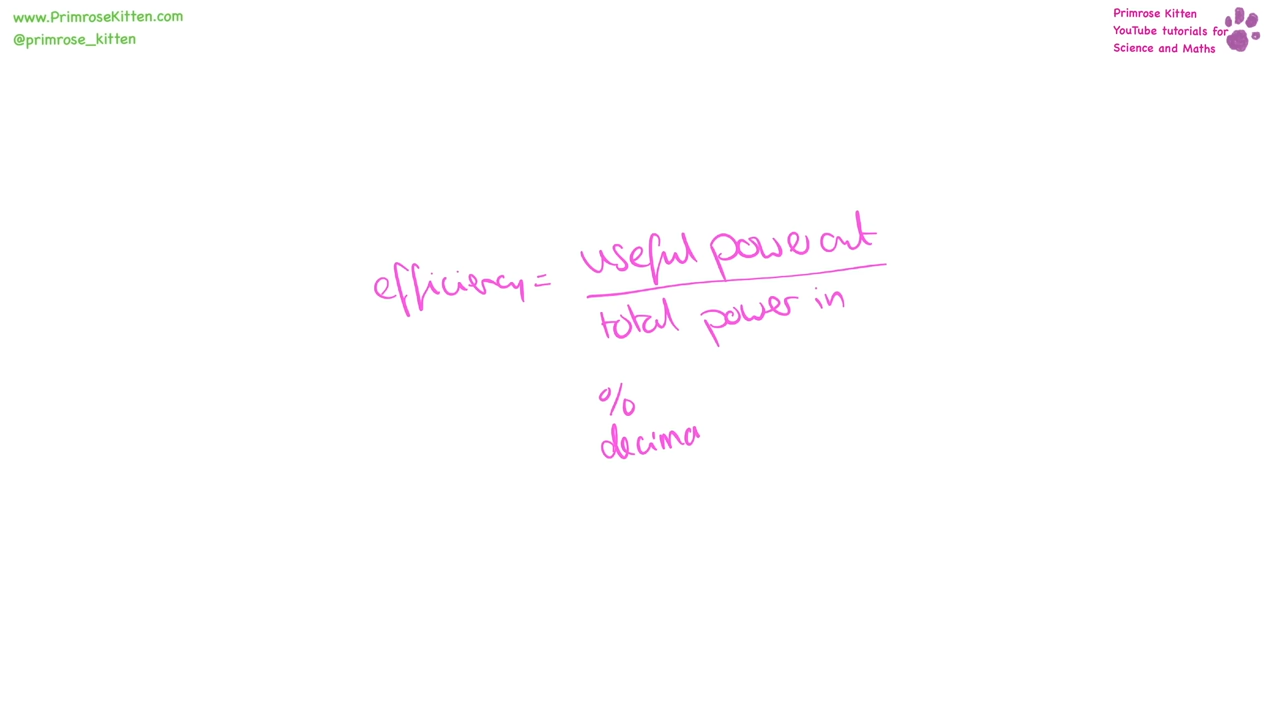 www.PrimroseKitten.com
@primrose_kitten
Primrose Kitten
YouTube tutorials for
Science and Maths
efficiency = useful power out
total power in
%
decima